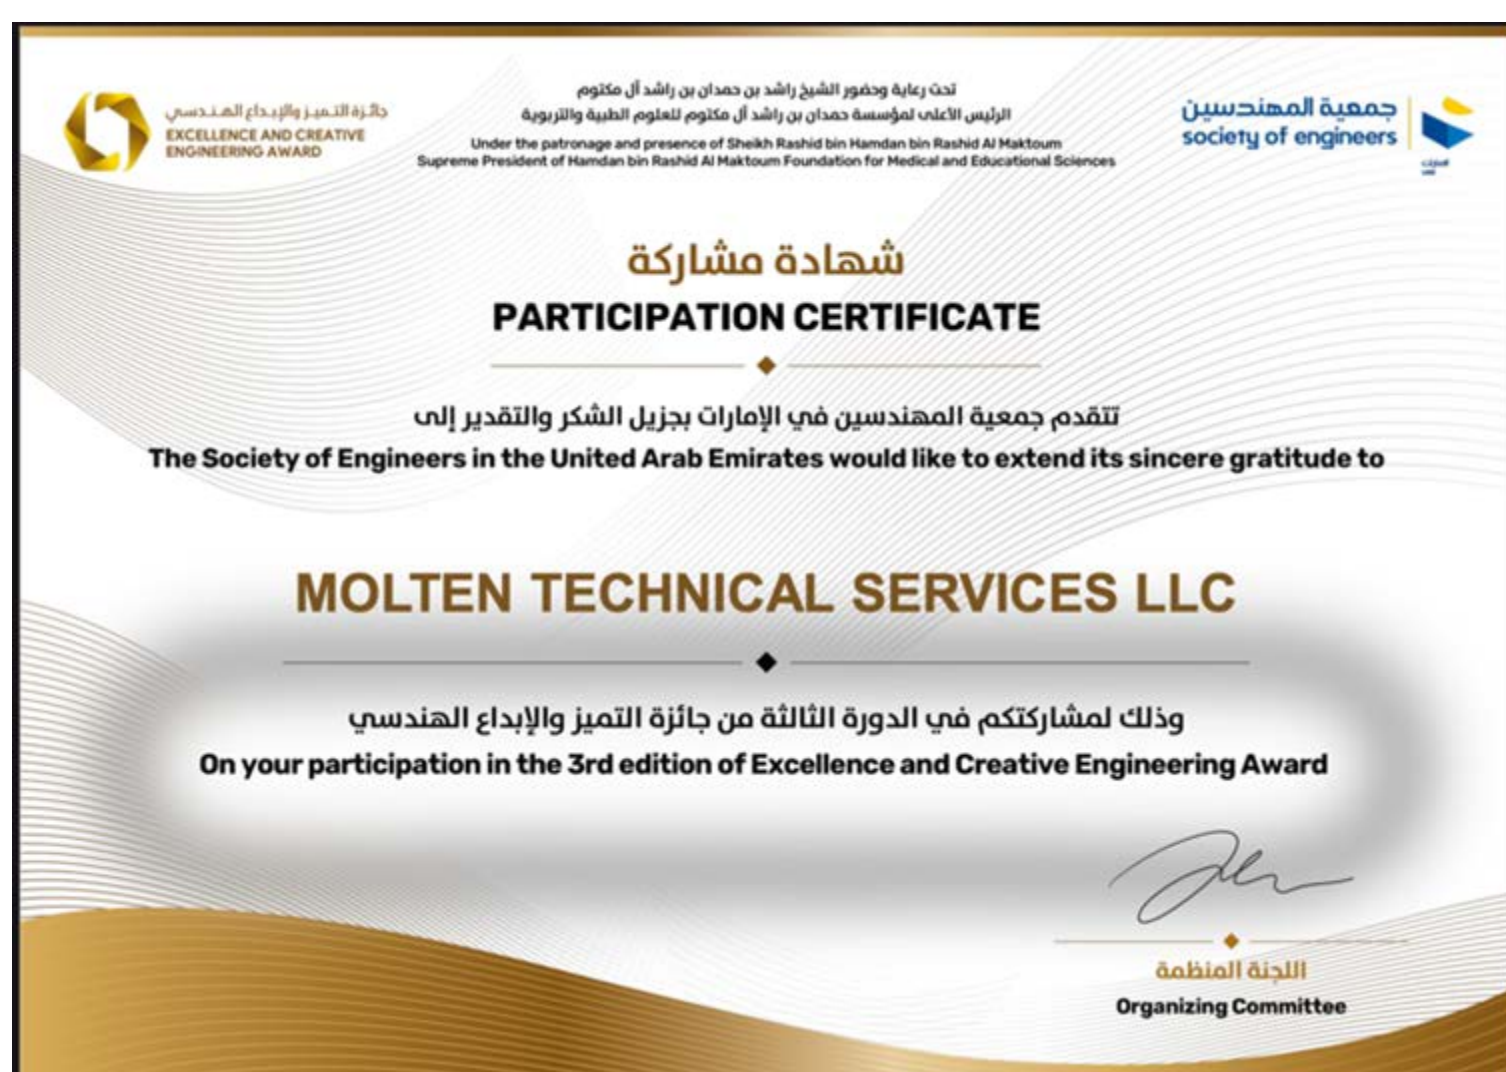 جائزة التميز والإبداع الهندسي
EXCELLENCE AND CREATIVE
ENGINEERING AWARD
تحت رعاية وحضور الشيخ راشد بن حمدان بن راشد آل مكتوم
الرئيس الأعلى لمؤسسة حمدان بن راشد آل مكتوم للعلوم الطبية والتربوية
Under the patronage and presence of Sheikh Rashid bin Hamdan bin Rashid Al Maktoum
Supreme President of Hamdan bin Rashid Al Maktoum Foundation for Medical and Educational Sciences
جمعية المهندسين
society of engineers
شهادة مشاركة
PARTICIPATION CERTIFICATE
تتقدم جمعية المهندسين في الإمارات بجزيل الشكر والتقدير إلى
The Society of Engineers in the United Arab Emirates would like to extend its sincere gratitude to
MOLTEN TECHNICAL SERVICES LLC
وذلك لمشاركتكم في الدورة الثالثة من جائزة التميز والإبداع الهندسي
On your participation in the 3rd edition of Excellence and Creative Engineering Award
اللجنة المنظمة
Organizing Committee